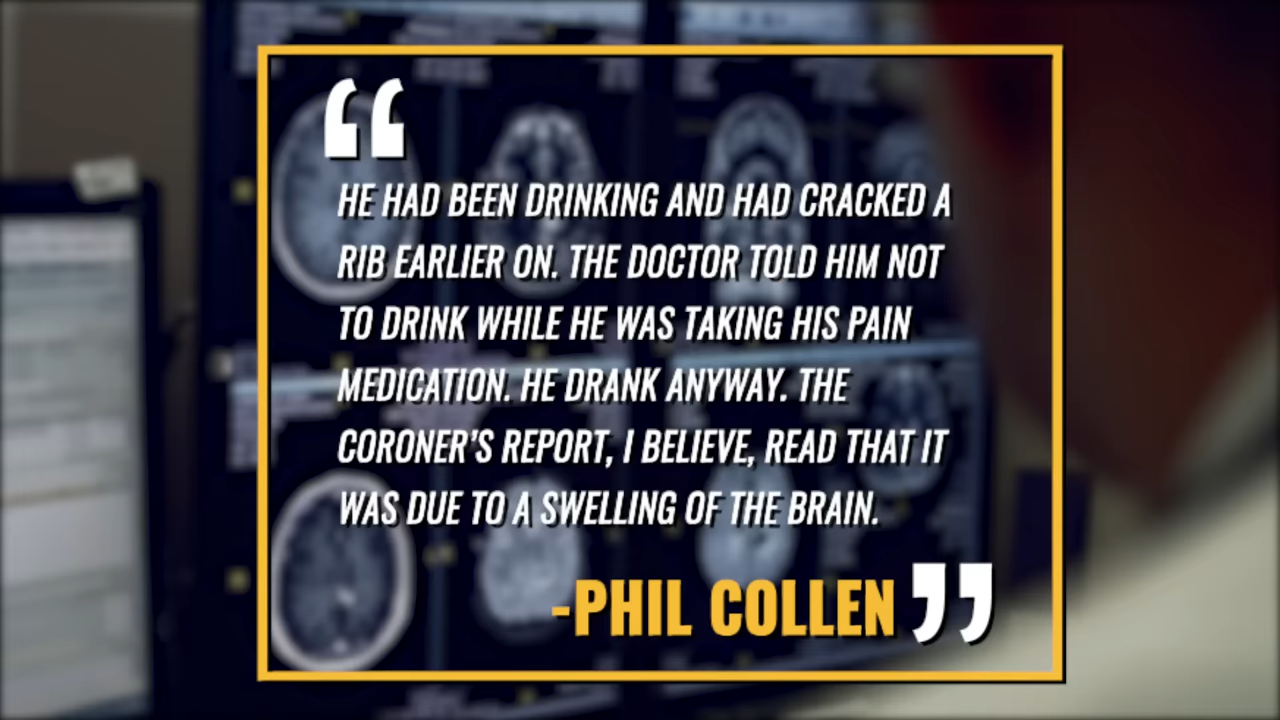 “
HE HAD BEEN DRINKING AND HAD CRACKED A
RIB EARLIER ON. THE DOCTOR TOLD HIM NOT
TO DRINK WHILE HE WAS TAKING HIS PAIN
MEDICATION. HE DRANK ANYWAY. THE
CORONER’S REPORT, I BELIEVE, READ THAT IT
WAS DUE TO A SWELLING OF THE BRAIN.
-PHIL COLLEN ”